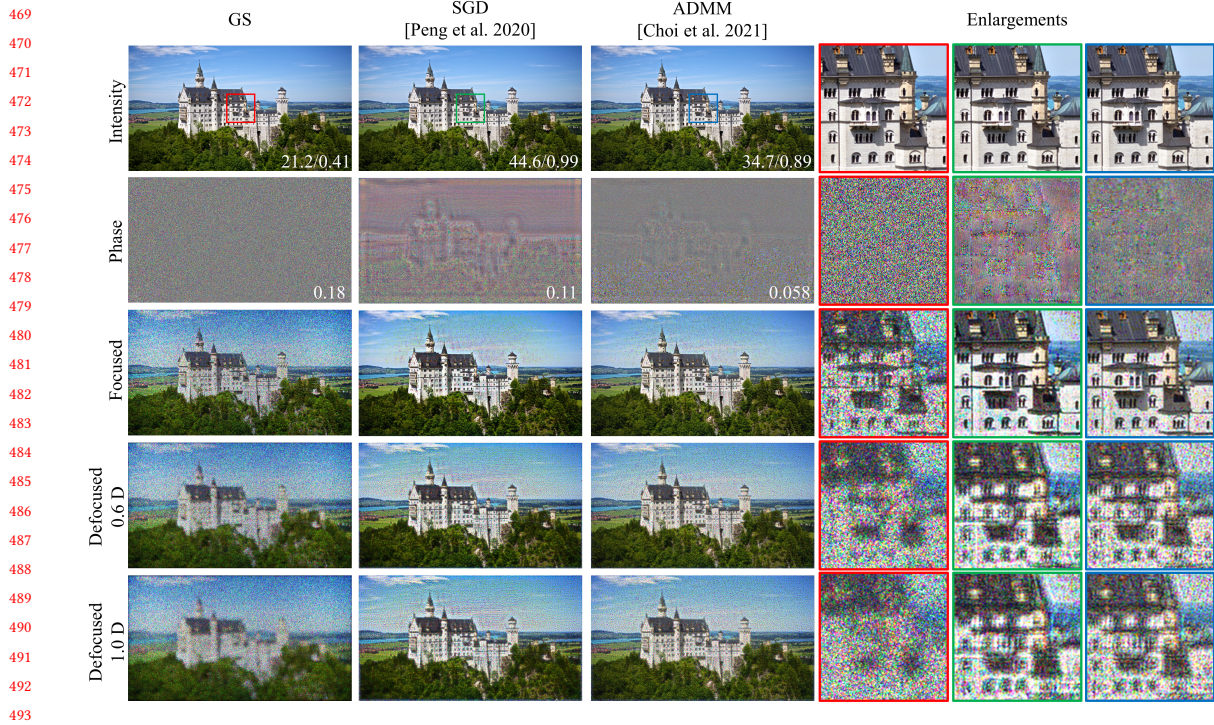 GS
SGD
[Peng et al. 2020]
ADMM
[Choi et al. 2021]
Enlargements
469
470
471
472
473
474
475
476
477
478
479
480
481
482
483
484
485
486
487
488
489
490
491
492
493
Intensity
21.2/0.41
44.6/0.99
34.7/0.89
Phase
0.18
0.11
0.058
Focused
Defocused
0.6 D
Defocused
1.0 D